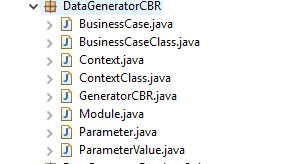 DataGeneratorCBR
BusinessCase.java
BusinessCaseClass.java
Context.java
ContextClass.java
GeneratorCBR.java
Module.java
Parameter.java
ParameterValue.java